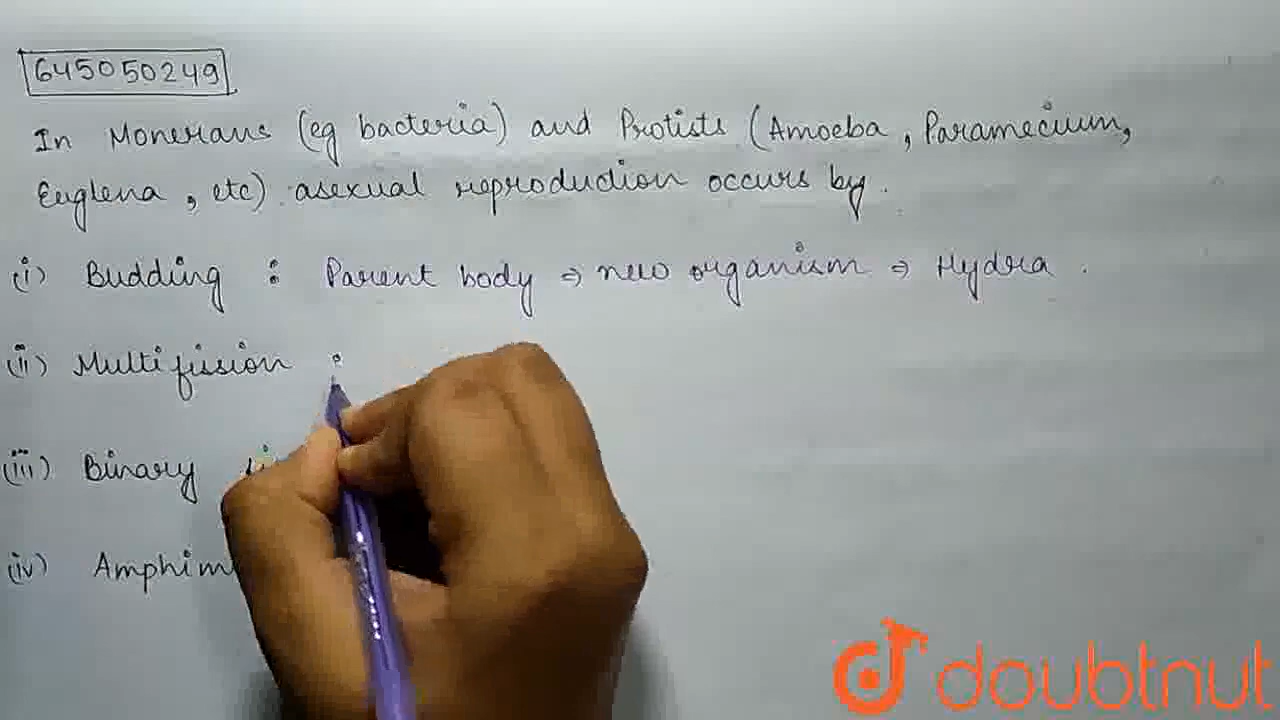 645050249
In Monerans (eg bacteria) and Protists (Amoeba, Paramecium,
Euglena, etc) asexual reproduction occurs by.
(i) Budding : Parent body ⇒ new organism ⇒ Hydra.
(ii) Multifission :
(iii) Binary
(iv)
doubtnut